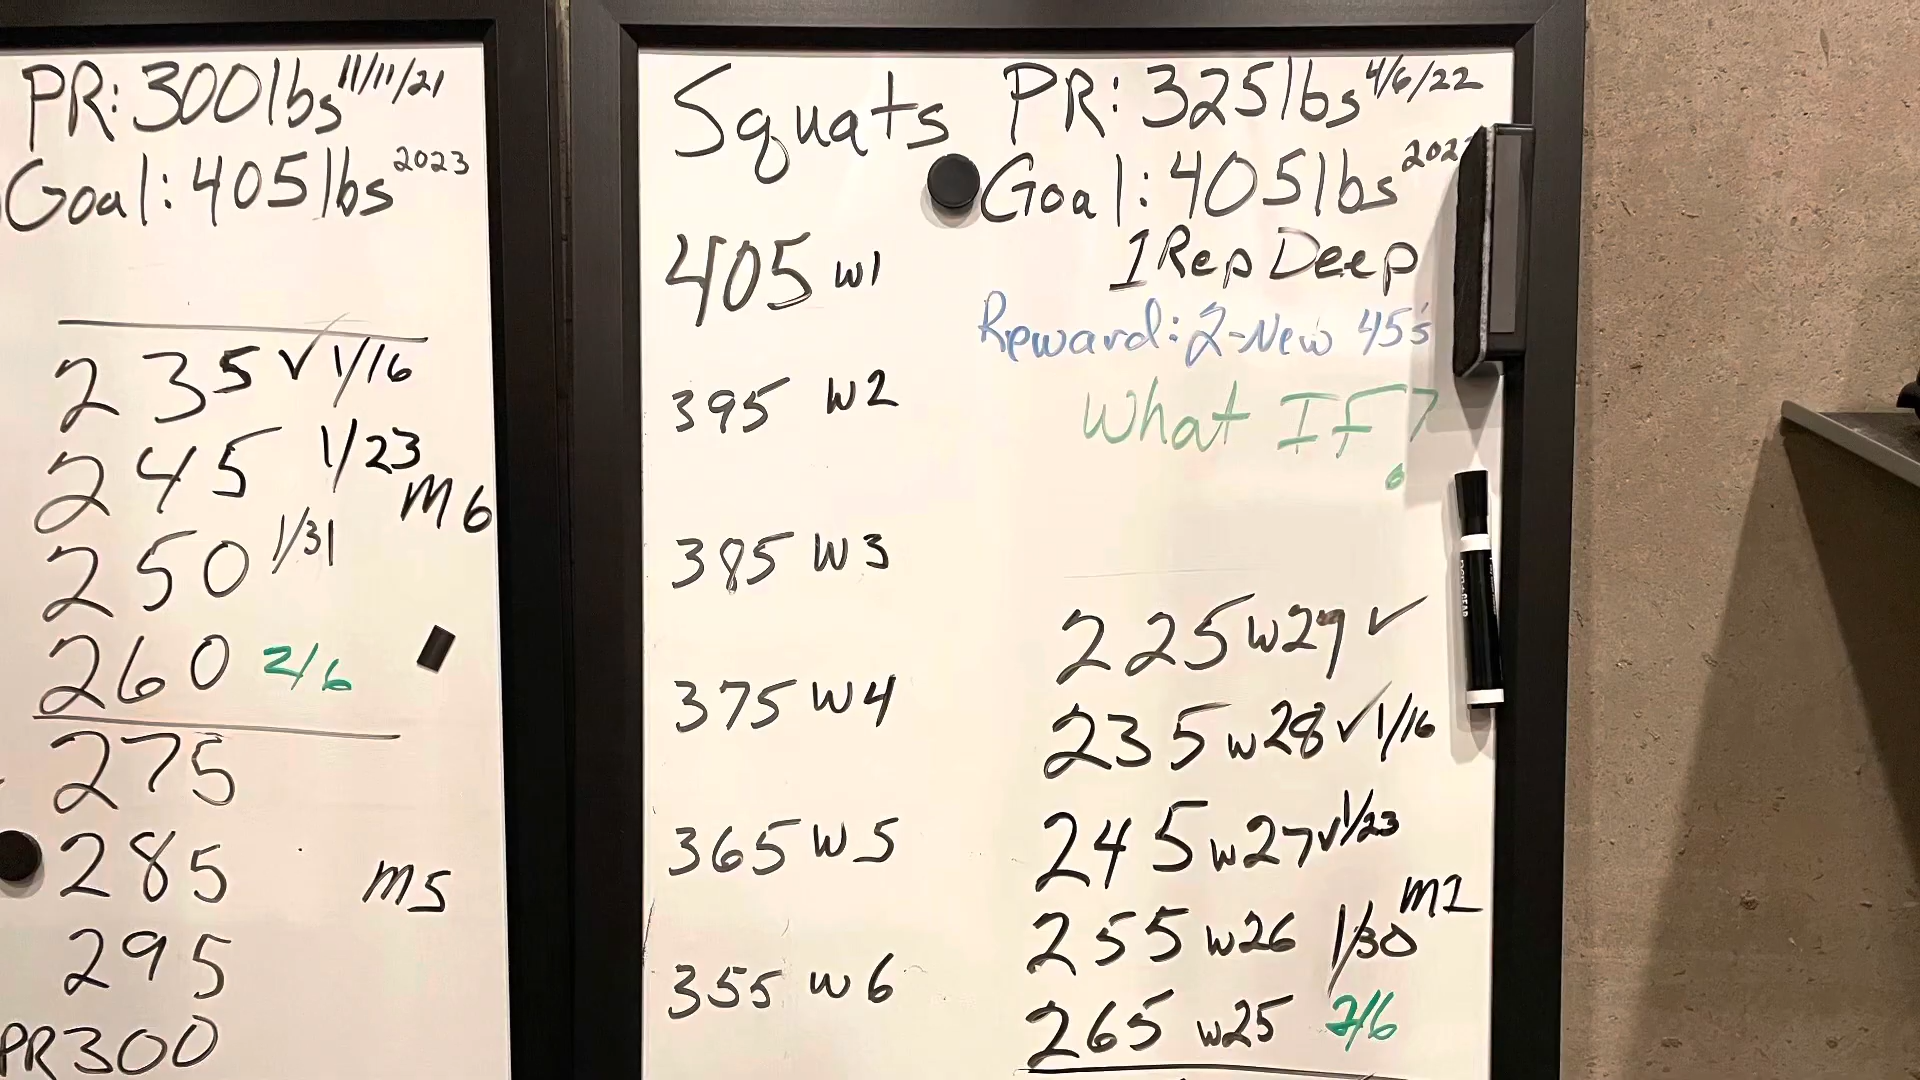 PR: 300lbs 11/11/21
Goal: 405lbs 2023
235 ✓ 1/16
245 1/23
M6
250 1/31
260 2/6
275
285
M5
295
PR300
Squats PR: 325lbs 4/6/22
Goal: 405lbs
1 Rep Deep
Reward: 2-New 45's
What IF?
405 w1
395 w2
385 w3
375 w4
365 w5
355 w6
225 w29 ✓
235 w28 ✓ 1/16
245 w27 ✓ 1/23
M1
255 w26 1/30
265 w25 2/6